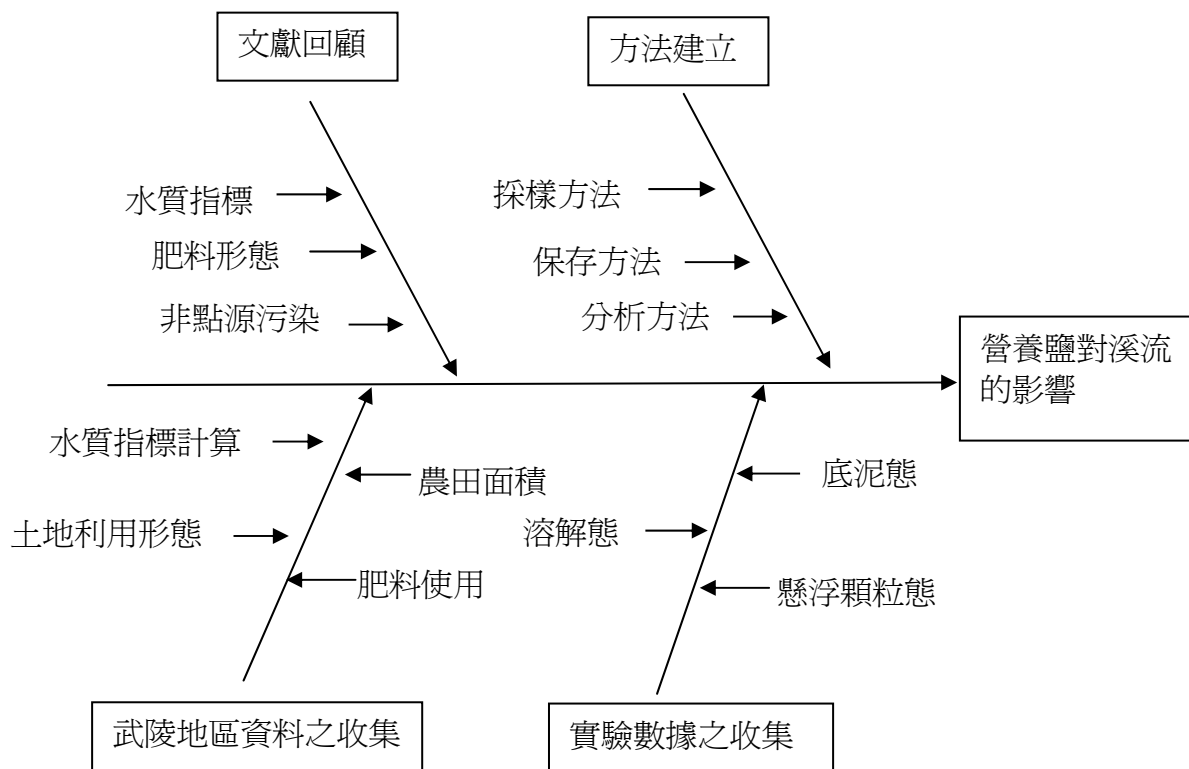 文獻回顧
方法建立
水質指標
採樣方法
肥料形態
保存方法
非點源污染
分析方法
營養鹽對溪流
的影響
水質指標計算
農田面積
底泥態
土地利用形態
溶解態
肥料使用
懸浮顆粒態
武陵地區資料之收集
實驗數據之收集